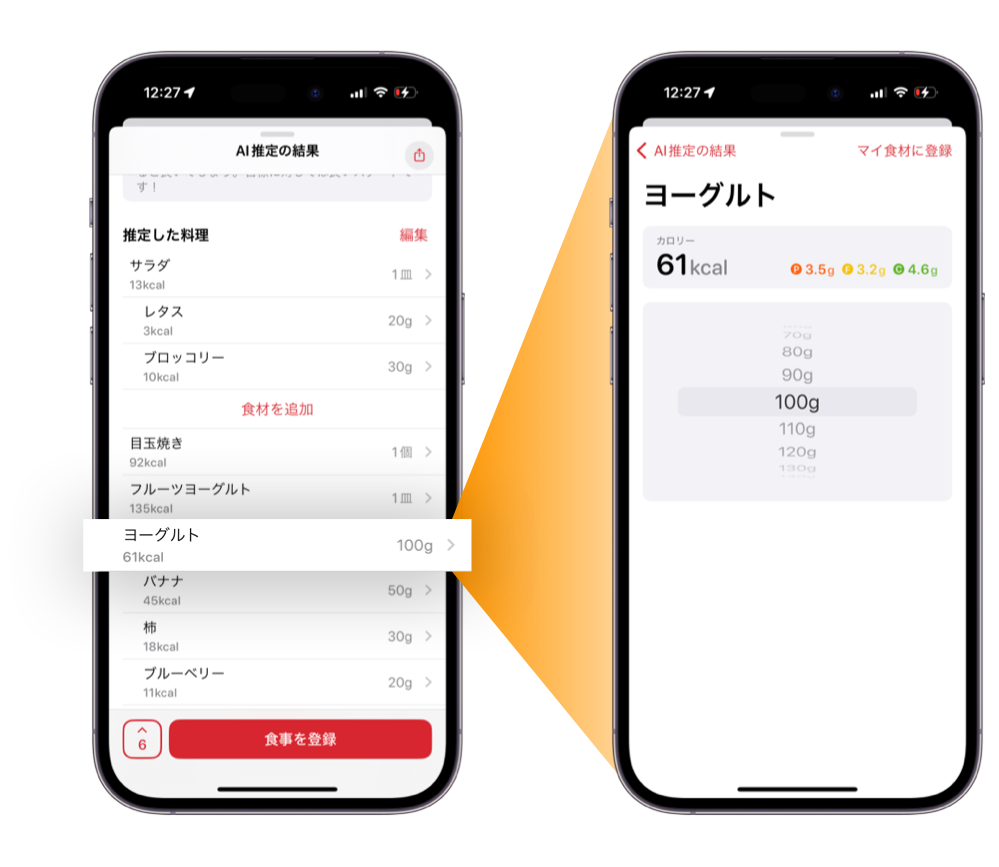 12:27
AI推定の結果
す！
推定した料理
編集
サラダ
1皿
13kcal
レタス
20g
3kcal
ブロッコリー
30g
10kcal
食材を追加
目玉焼き
1個
92kcal
フルーツヨーグルト
1皿
135kcal
ヨーグルト
100g
61kcal
バナナ
50g
45kcal
柿
30g
18kcal
ブルーベリー
20g
11kcal
6
食事を登録
12:27
AI推定の結果
マイ食材に登録
ヨーグルト
カロリー
61kcal
P 3.5g F 3.2g C 4.6g
70g
80g
90g
100g
110g
120g
130g